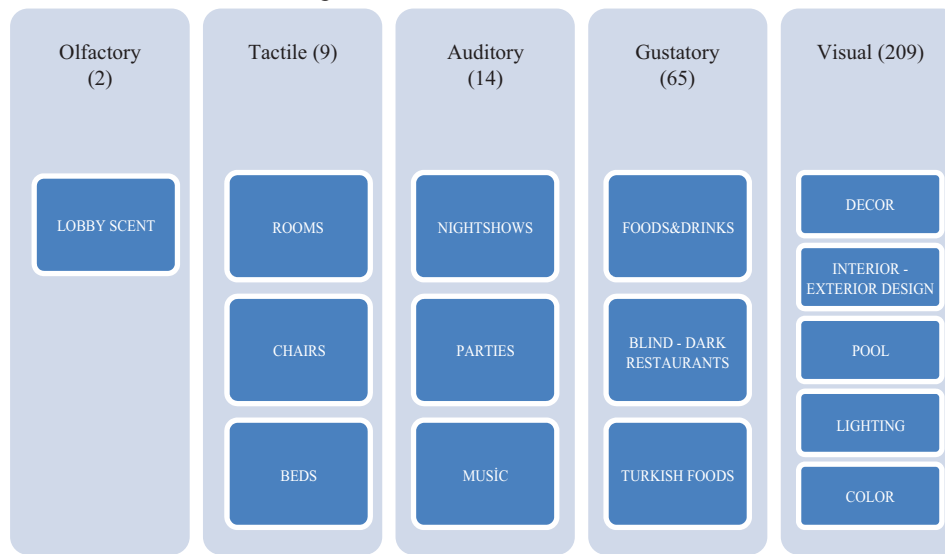 Olfactory
(2)
LOBBY SCENT
Tactile (9)
ROOMS
CHAIRS
BEDS
Auditory
(14)
NIGHTSHOWS
PARTIES
MUSİC
Gustatory
(65)
FOODS&DRINKS
BLIND - DARK
RESTAURANTS
TURKISH FOODS
Visual (209)
DECOR
INTERIOR -
EXTERIOR DESIGN
POOL
LIGHTING
COLOR